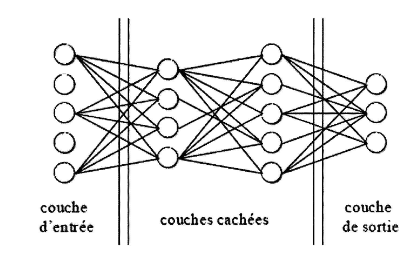 couche
d'entrée
couches cachées
couche
de sortie